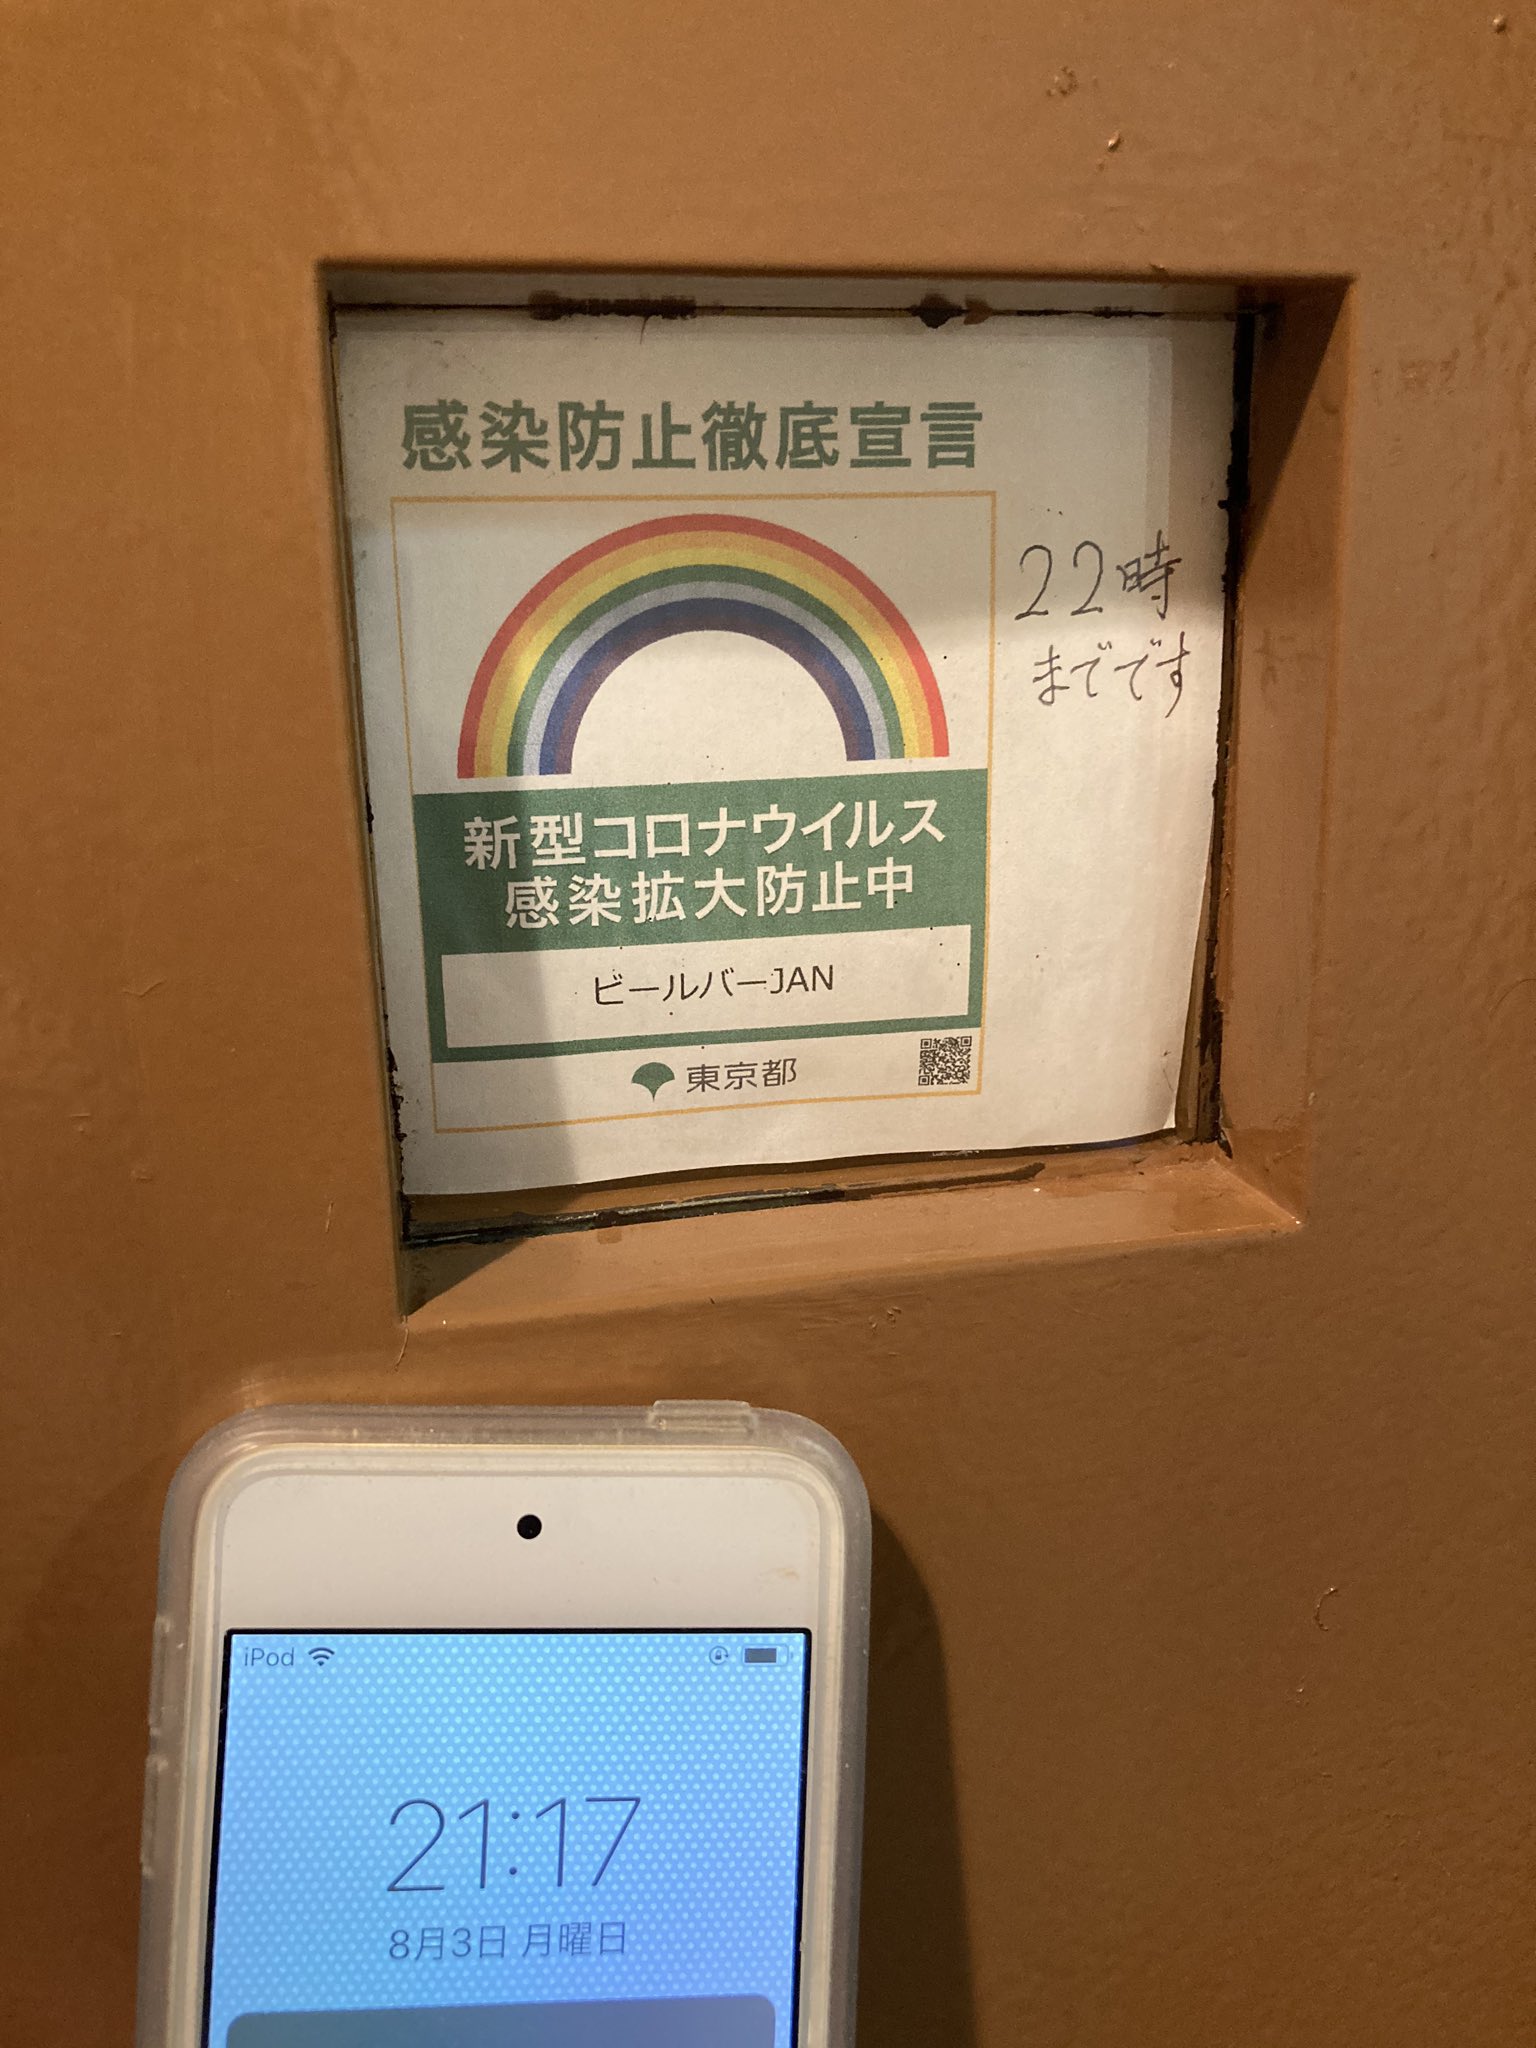 感染防止徹底宣言
22時
までです
新型コロナウイルス
感染拡大防止中
ビールバーJAN
東京都
iPod
21:17
8月3日 月曜日